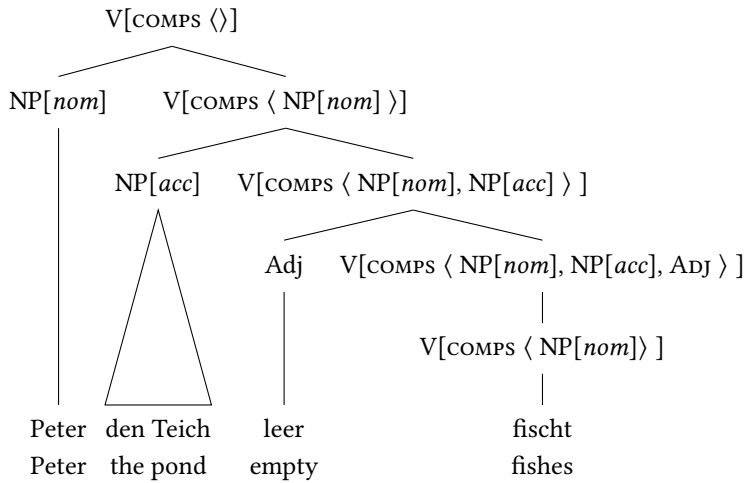 V[COMPS ⟨⟩]
NP[nom] V[COMPS ⟨ NP[nom] ⟩]
NP[acc] V[COMPS ⟨ NP[nom], NP[acc] ⟩ ]
Adj V[COMPS ⟨ NP[nom], NP[acc], ADJ ⟩ ]
V[COMPS ⟨ NP[nom]⟩ ]
Peter den Teich leer fischt
Peter the pond empty fishes